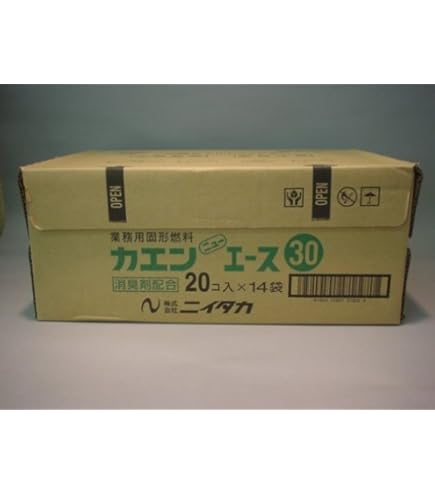 OPEN
OPEN
業務用固形燃料
カエン ニュー エース 30
消臭剤配合 20コ入×14袋
株式会社 ニイタカ